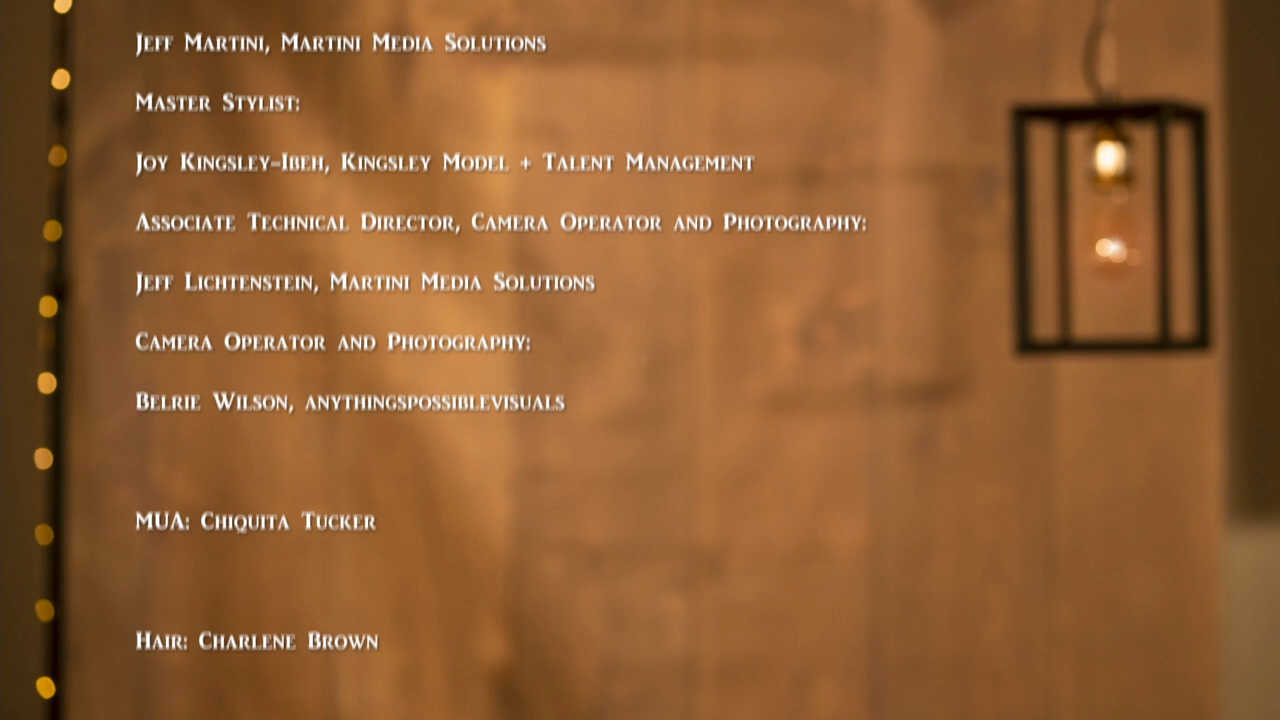 Jeff Martini, Martini Media Solutions
Master Stylist:
Joy Kingsley-Ibeh, Kingsley Model + Talent Management
Associate Technical Director, Camera Operator and Photography:
Jeff Lichtenstein, Martini Media Solutions
Camera Operator and Photography:
Belrie Wilson, anythingspossiblevisuals
MUA: Chiquita Tucker
Hair: Charlene Brown